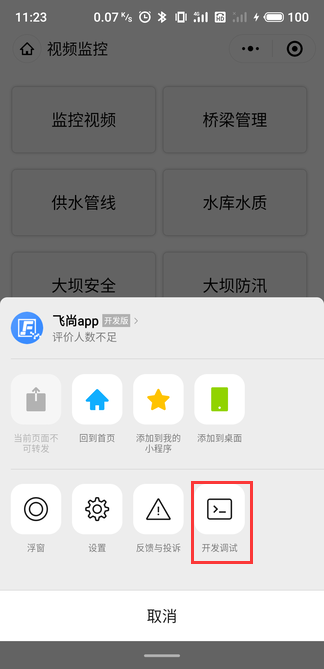 11:23 0.07 K/s 4G HD 100
视频监控
监控视频 桥梁管理
供水管线 水库水质
大坝安全 大坝防汛
飞尚app 开发版
评价人数不足
当前页面不可转发 回到首页 添加到我的小程序 添加到桌面
浮窗 设置 反馈与投诉 开发调试
取消